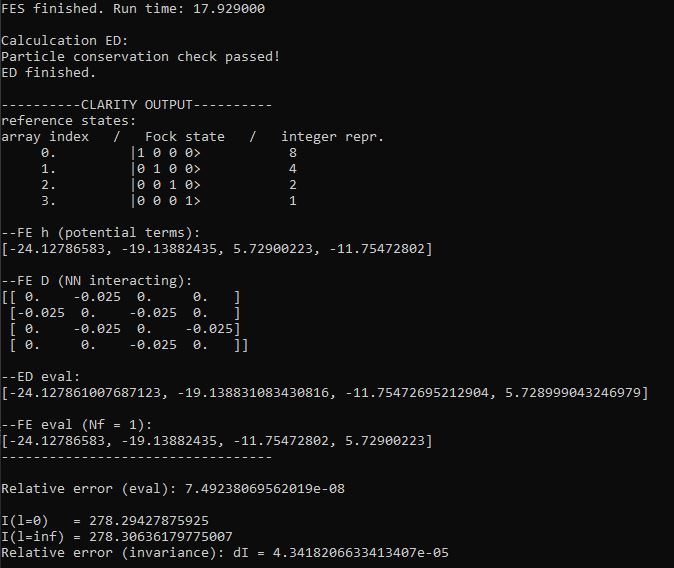 FES finished. Run time: 17.929000
Calculcation ED:
Particle conservation check passed!
ED finished.
----------CLARITY OUTPUT----------
reference states:
array index / Fock state / integer repr.
0. |1 0 0 0> 8
1. |0 1 0 0> 4
2. |0 0 1 0> 2
3. |0 0 0 1> 1
--FE h (potential terms):
[-24.12786583, -19.13882435, 5.72900223, -11.75472802]
--FE D (NN interacting):
[[ 0. -0.025 0. 0. ]
[-0.025 0. -0.025 0. ]
[ 0. -0.025 0. -0.025]
[ 0. 0. -0.025 0. ]]
--ED eval:
[-24.127861007687123, -19.138831083430816, -11.75472695212904, 5.728999043246979]
--FE eval (Nf = 1):
[-24.12786583, -19.13882435, -11.75472802, 5.72900223]
----------------------------------
Relative error (eval): 7.49238069562019e-08
I(l=0) = 278.29427875925
I(l=inf) = 278.30636179775007
Relative error (invariance): dI = 4.3418206633413407e-05